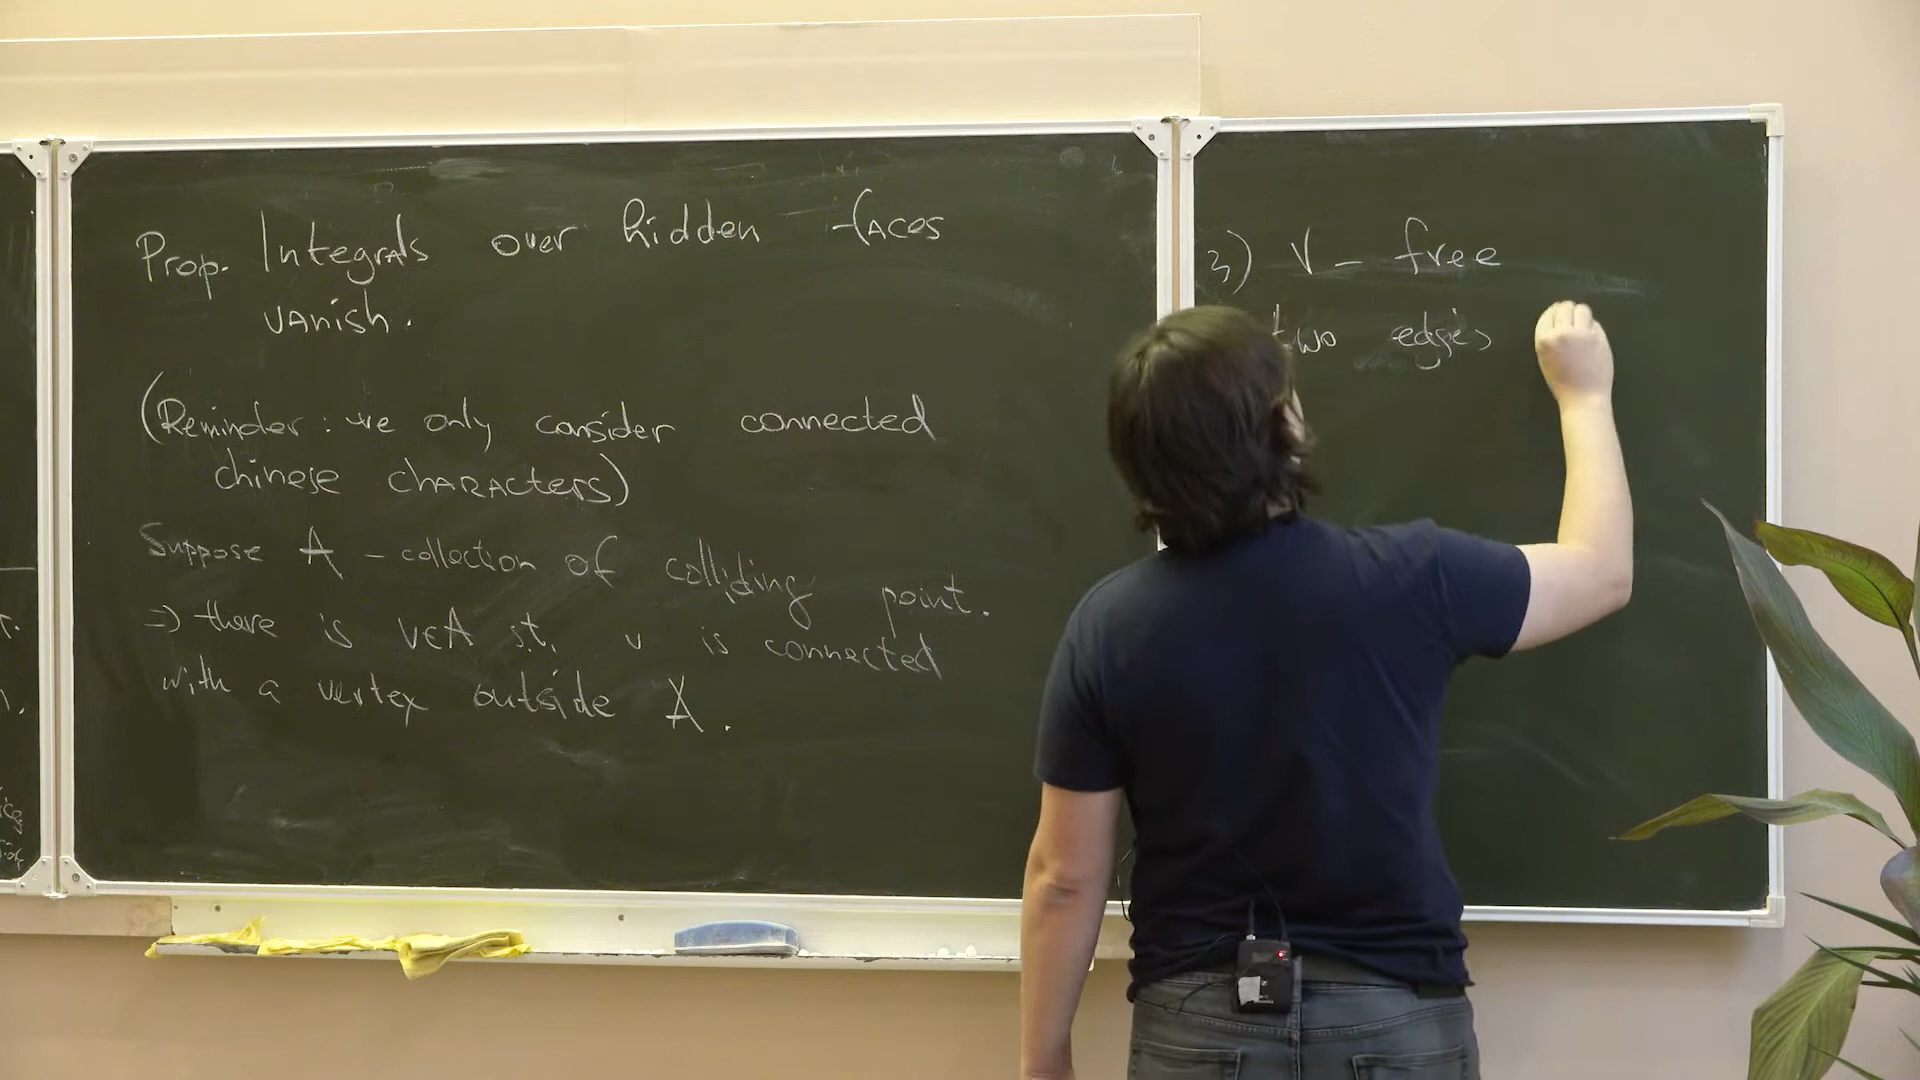 Prop. Integrals over hidden faces
vanish.
(Reminder: we only consider connected
chinese characters)
Suppose A - collection of colliding point.
=> there is v∈A s.t. v is connected
with a vertex outside A.
3) V - free
two edges